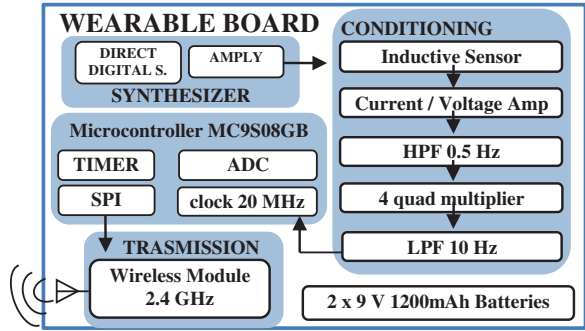 WEARABLE BOARD
DIRECT
DIGITAL S.
AMPLY
SYNTHESIZER
CONDITIONING
Inductive Sensor
Current / Voltage Amp
HPF 0.5 Hz
4 quad multiplier
LPF 10 Hz
Microcontroller MC9S08GB
TIMER
ADC
SPI
clock 20 MHz
TRASMISSION
Wireless Module
2.4 GHz
2 x 9 V 1200mAh Batteries